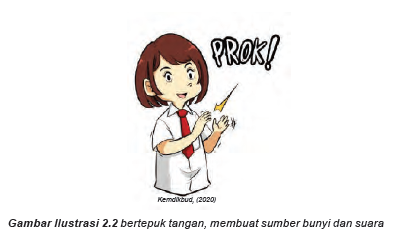 PROK!
Kemdikbud, (2020)
Gambar Ilustrasi 2.2 bertepuk tangan, membuat sumber bunyi dan suara